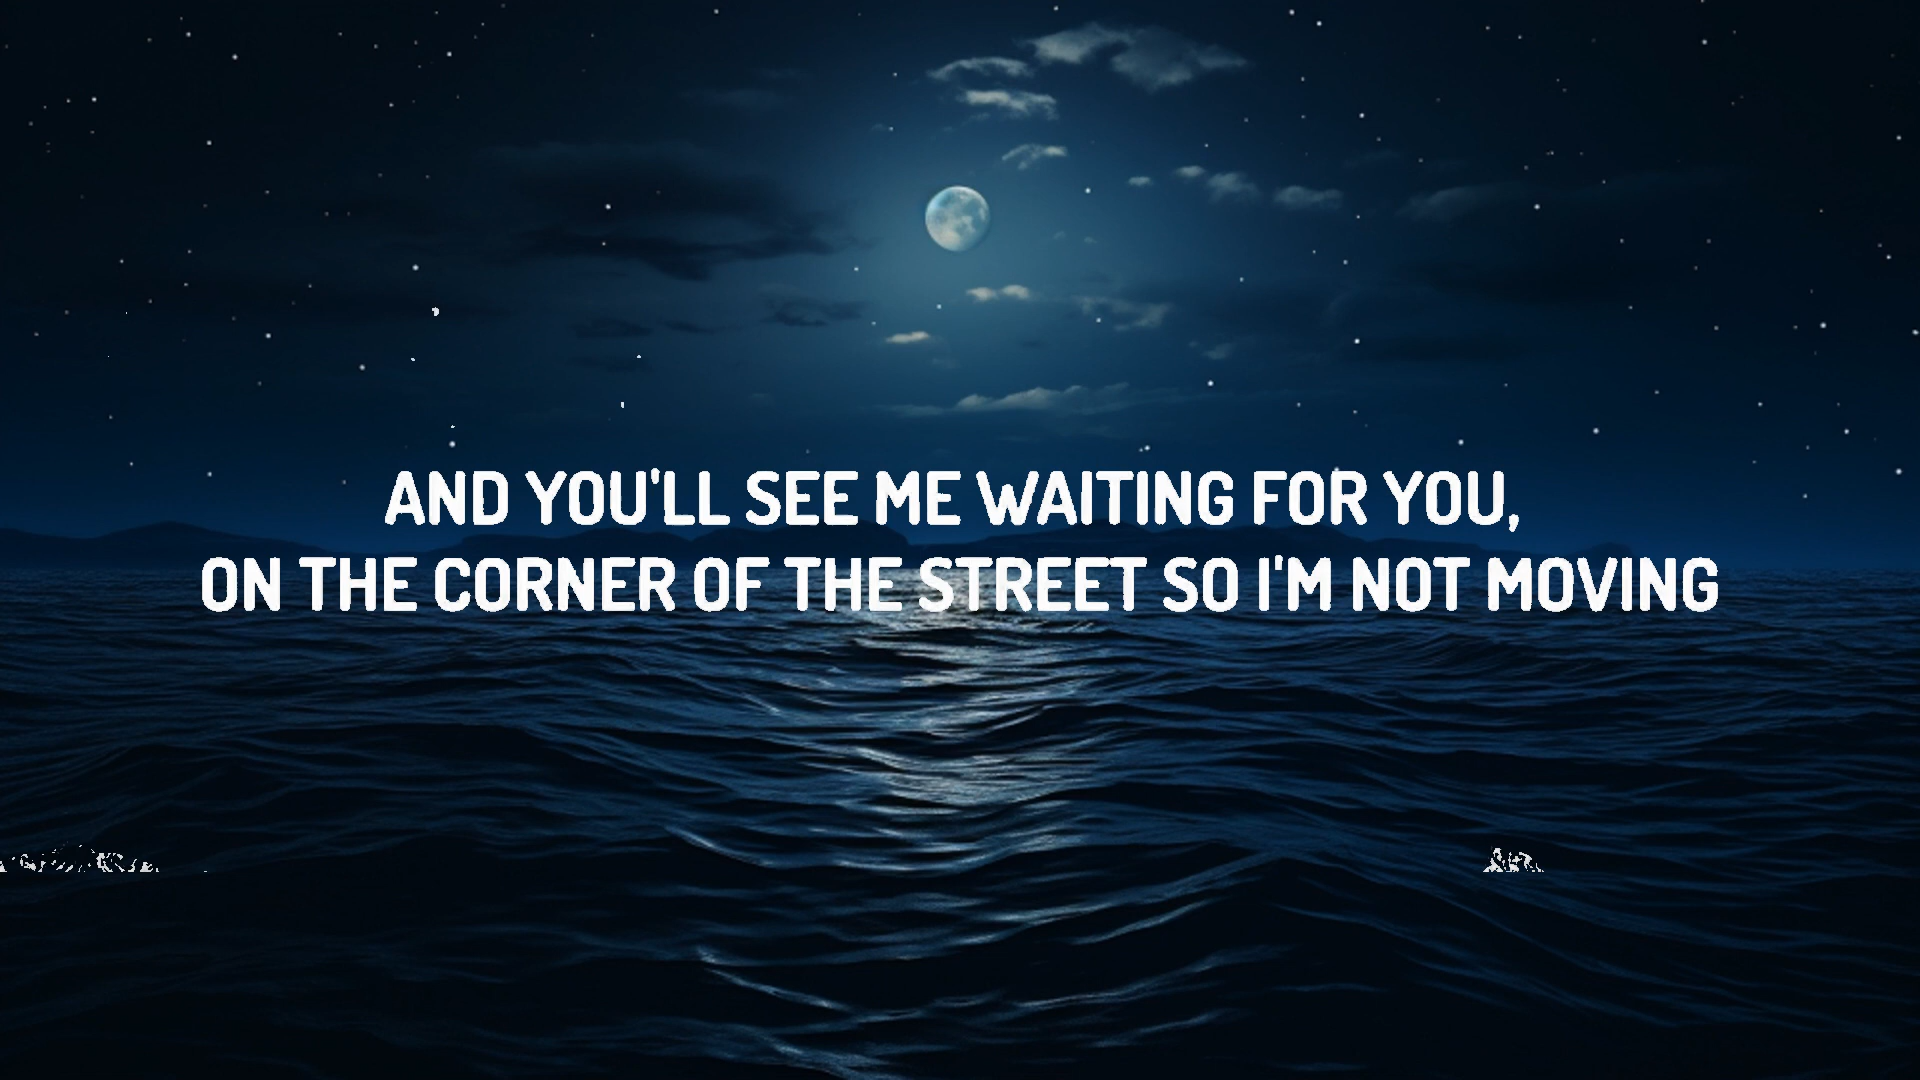 AND YOU'LL SEE ME WAITING FOR YOU,
ON THE CORNER OF THE STREET SO I'M NOT MOVING